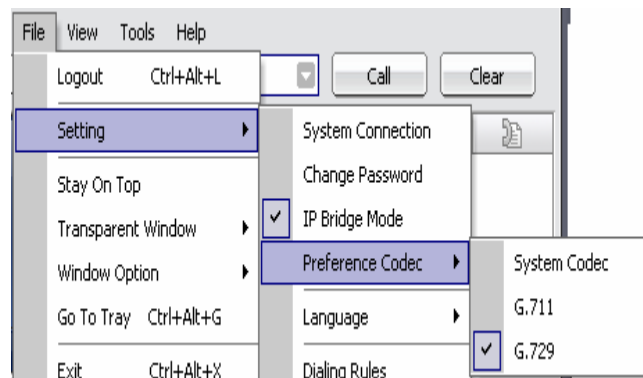 File View Tools Help
Logout Ctrl+Alt+L
Call Clear
Setting
Stay On Top
Transparent Window
Window Option
Go To Tray Ctrl+Alt+G
Exit Ctrl+Alt+X
System Connection
Change Password
IP Bridge Mode
Preference Codec
Language
Dialing Rules
System Codec
G.711
G.729